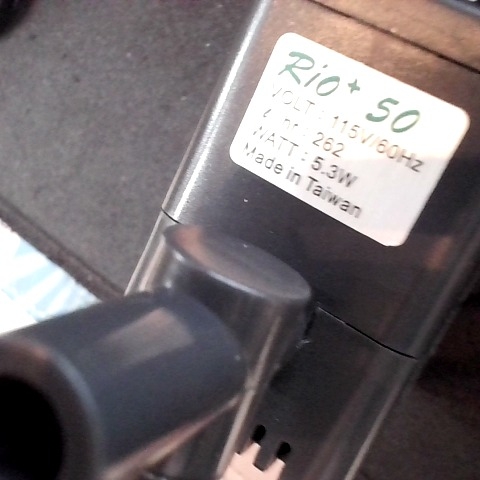 Rio+ 50
VOLT : 115V/60Hz
: 262
WATT : 5.3W
Made in Taiwan